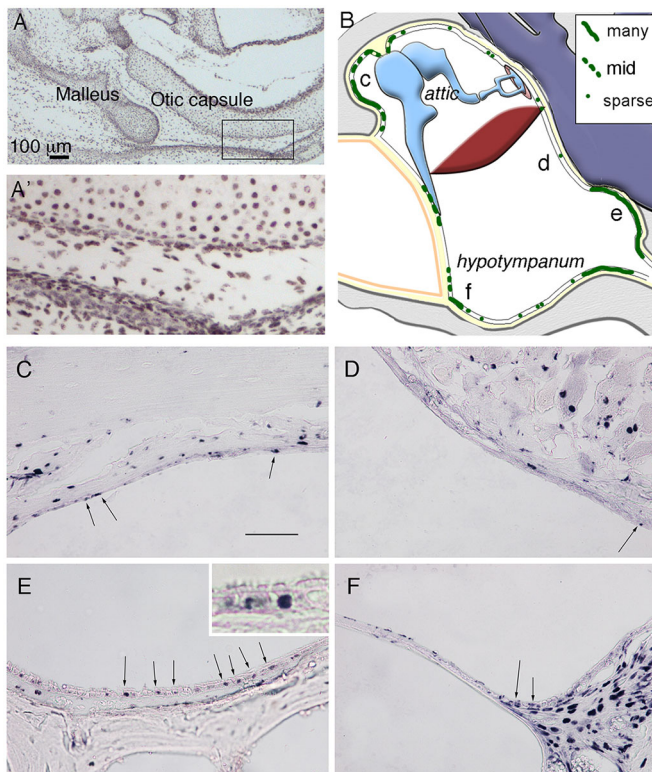 A
Malleus
Otic capsule
100 µm
A'
B
many
mid
sparse
c
attic
d
e
hypotympanum
f
C
D
E
F